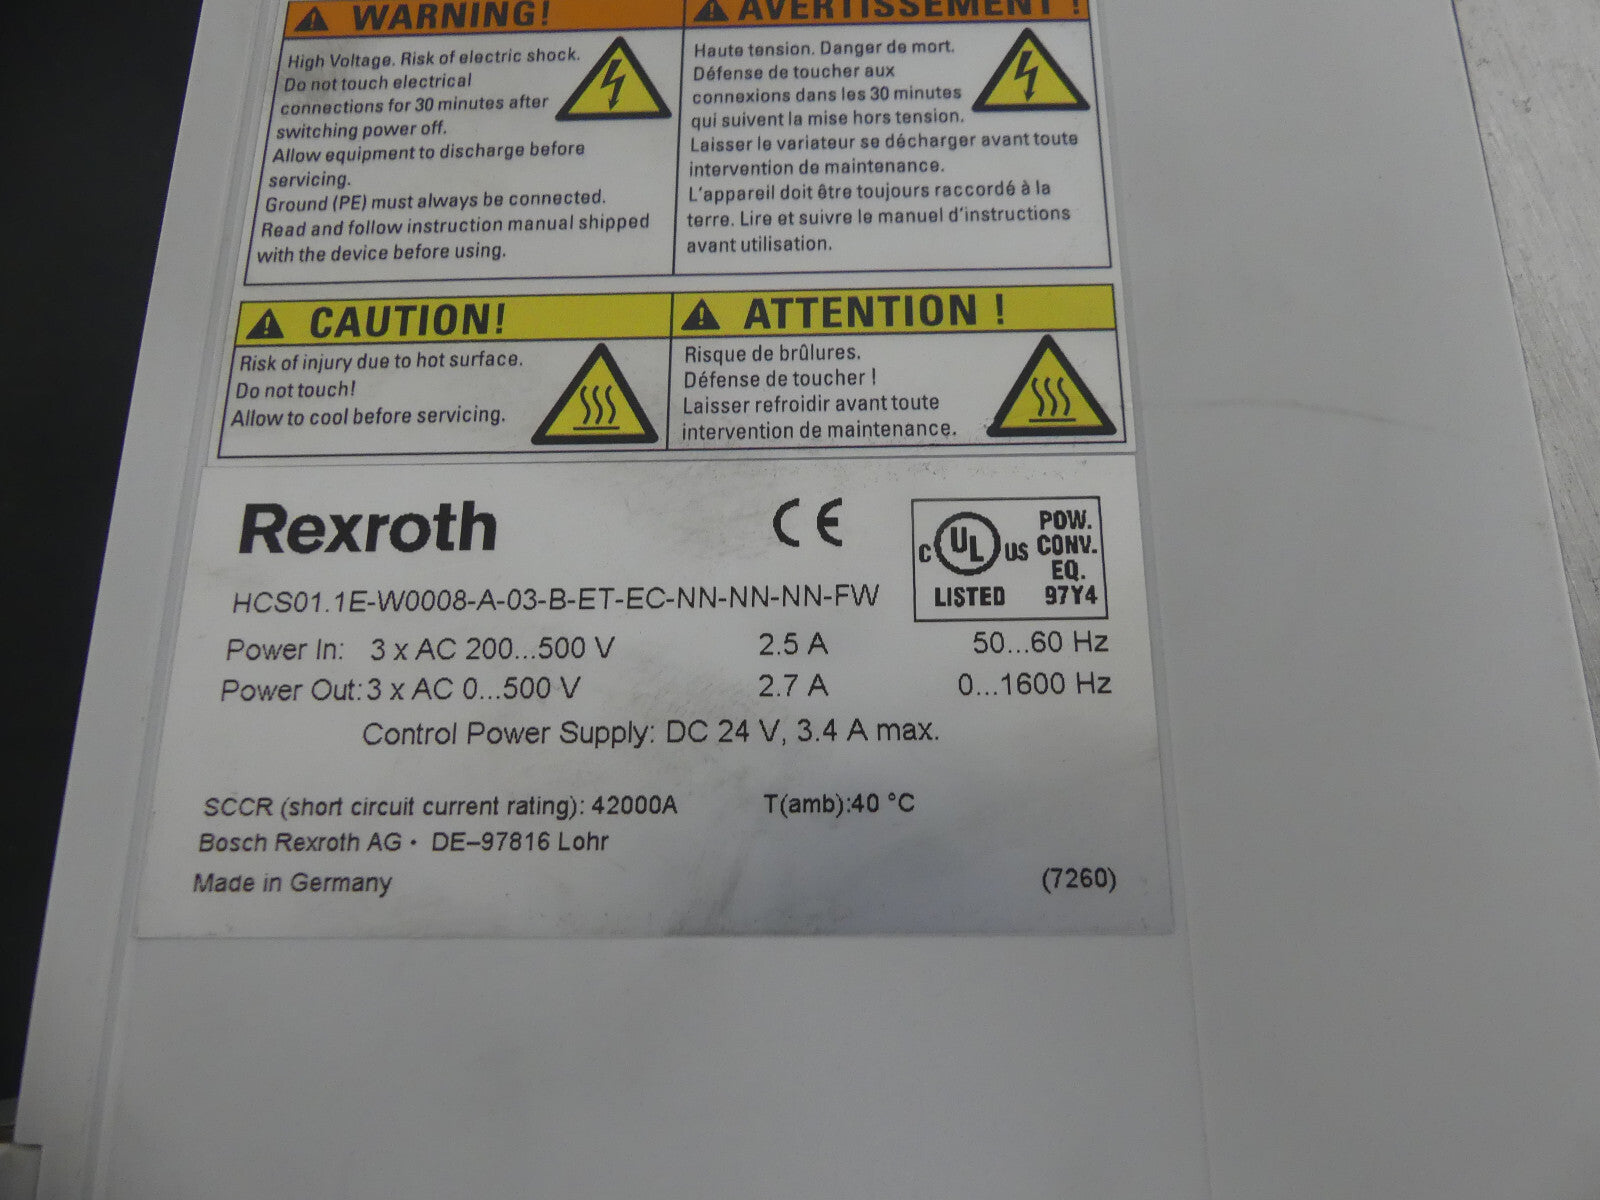 WARNING!
High Voltage. Risk of electric shock.
Do not touch electrical
connections for 30 minutes after
switching power off.
Allow equipment to discharge before
servicing.
Ground (PE) must always be connected.
Read and follow instruction manual shipped
with the device before using.
AVERTISSEMENT !
Haute tension. Danger de mort.
Défense de toucher aux
connexions dans les 30 minutes
qui suivent la mise hors tension.
Laisser le variateur se décharger avant toute
intervention de maintenance.
L'appareil doit être toujours raccordé à la
terre. Lire et suivre le manuel d'instructions
avant utilisation.
CAUTION!
Risk of injury due to hot surface.
Do not touch!
Allow to cool before servicing.
ATTENTION !
Risque de brûlures.
Défense de toucher !
Laisser refroidir avant toute
intervention de maintenance.
Rexroth
CE
C UL US
LISTED
POW.
CONV.
EQ.
97Y4
HCS01.1E-W0008-A-03-B-ET-EC-NN-NN-NN-FW
Power In: 3 x AC 200...500 V 2.5 A 50...60 Hz
Power Out: 3 x AC 0...500 V 2.7 A 0...1600 Hz
Control Power Supply: DC 24 V, 3.4 A max.
SCCR (short circuit current rating): 42000A T(amb):40 °C
Bosch Rexroth AG • DE–97816 Lohr
Made in Germany (7260)